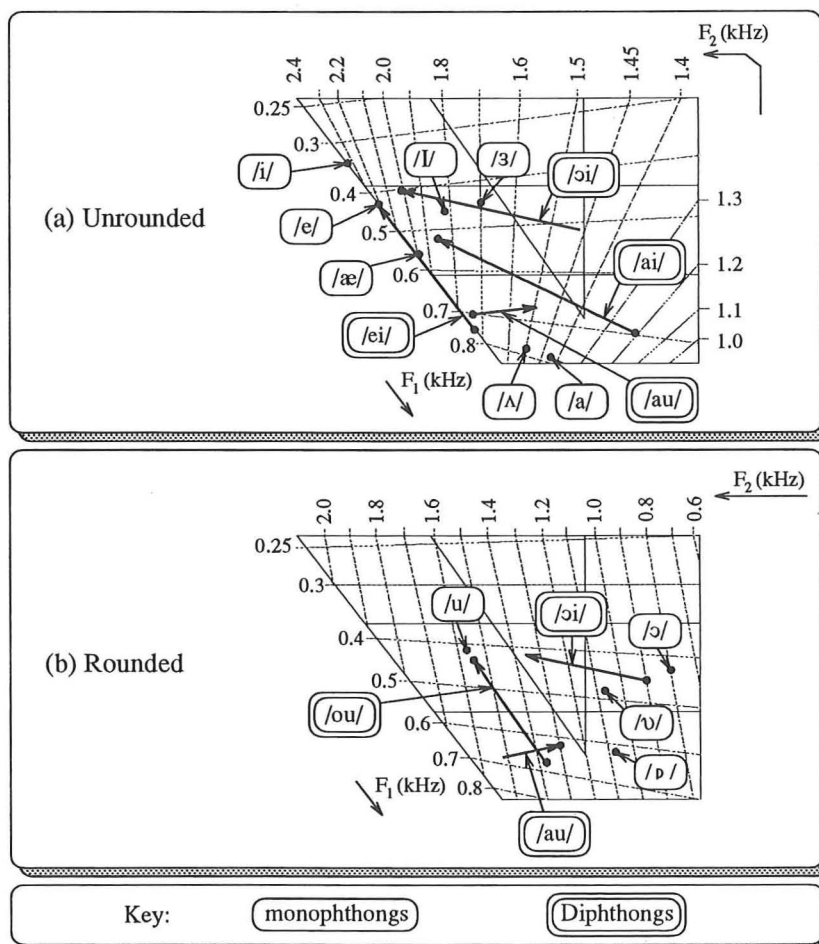 F₂ (kHz)
2.4 2.2 2.0 1.8 1.6 1.5 1.45 1.4
0.25
0.3
/i/ /I/ /ɜ/ /ɔi/
0.4 1.3
(a) Unrounded
/e/ 0.5
/æ/ 0.6 /ai/ 1.2
0.7 1.1
/ei/ 0.8 1.0
F₁ (kHz)
/ʌ/ /a/ /au/
F₂ (kHz)
2.0 1.8 1.6 1.4 1.2 1.0 0.8 0.6
0.25
0.3
/u/ /ɔi/ /ɔ/
0.4
(b) Rounded
0.5
/ou/ 0.6 /ʊ/
0.7 /ɒ/
F₁ (kHz) 0.8
/au/
Key: monophthongs Diphthongs